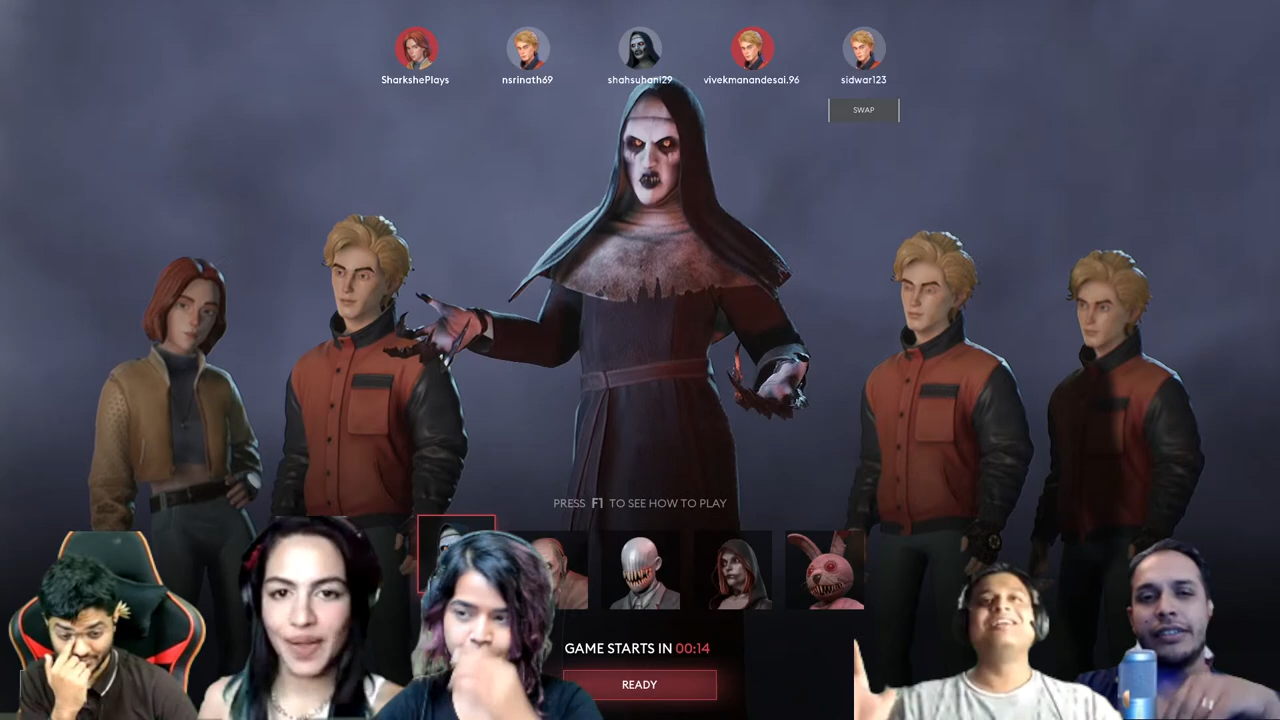 SharkshePlays
nsrinath69
shahsuhani29
vivekmanandesai.96
sidwar123
SWAP
PRESS F1 TO SEE HOW TO PLAY
GAME STARTS IN 00:14
READY